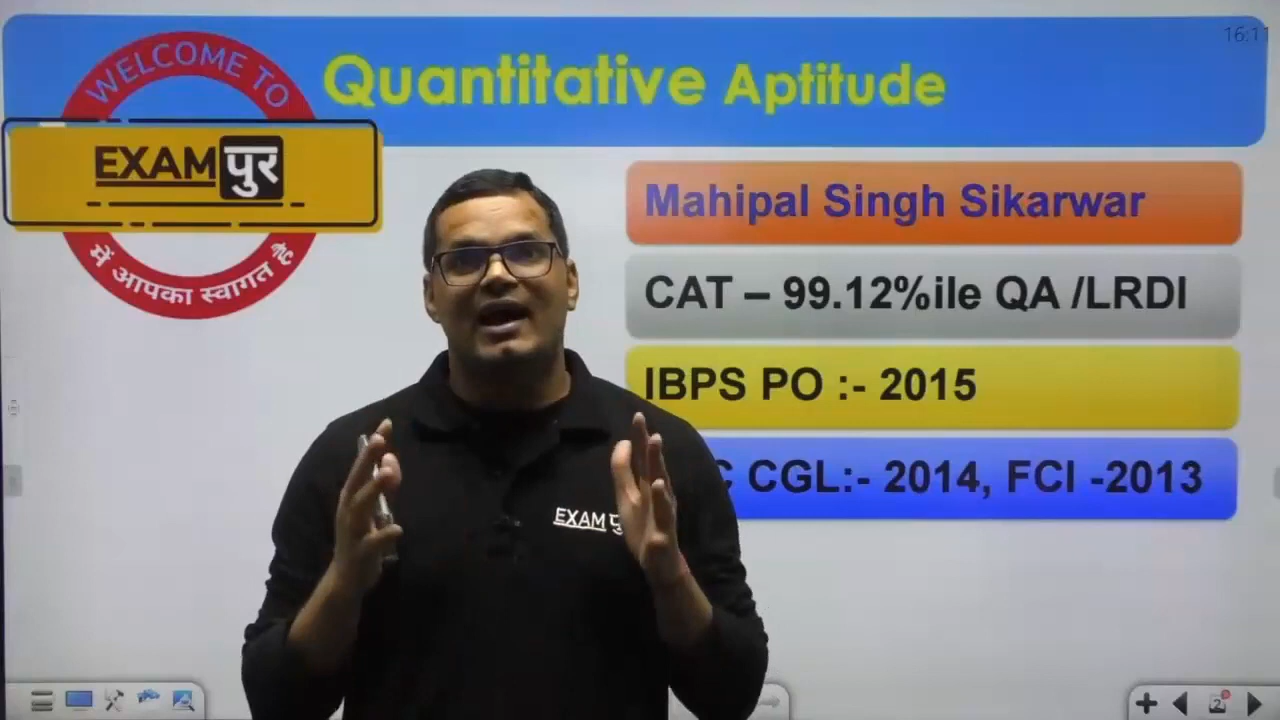 16:11
WELCOME TO
Quantitative Aptitude
EXAMपुर
में आपका स्वागत है
Mahipal Singh Sikarwar
CAT – 99.12%ile QA /LRDI
IBPS PO :- 2015
CGL:- 2014, FCI -2013
EXAM
2